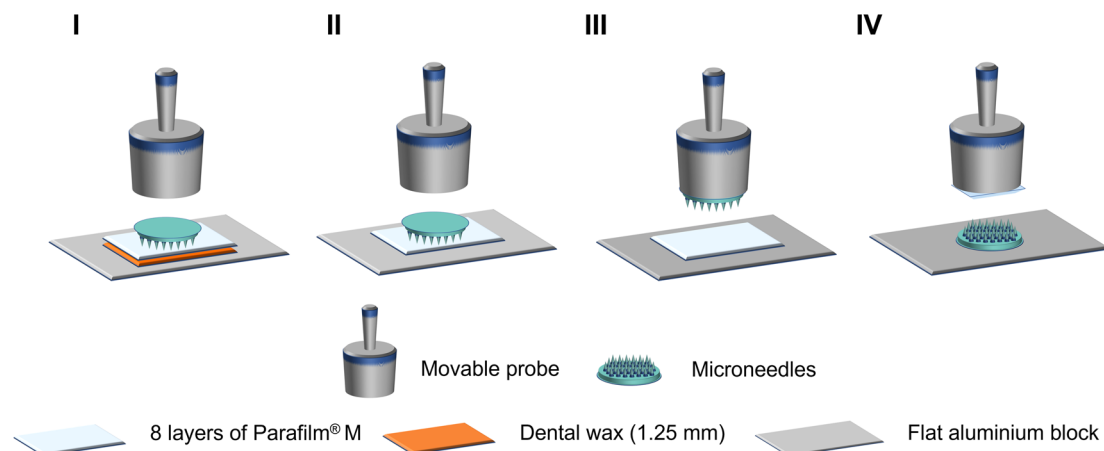 I II III IV
Movable probe Microneedles
8 layers of Parafilm® M Dental wax (1.25 mm) Flat aluminium block